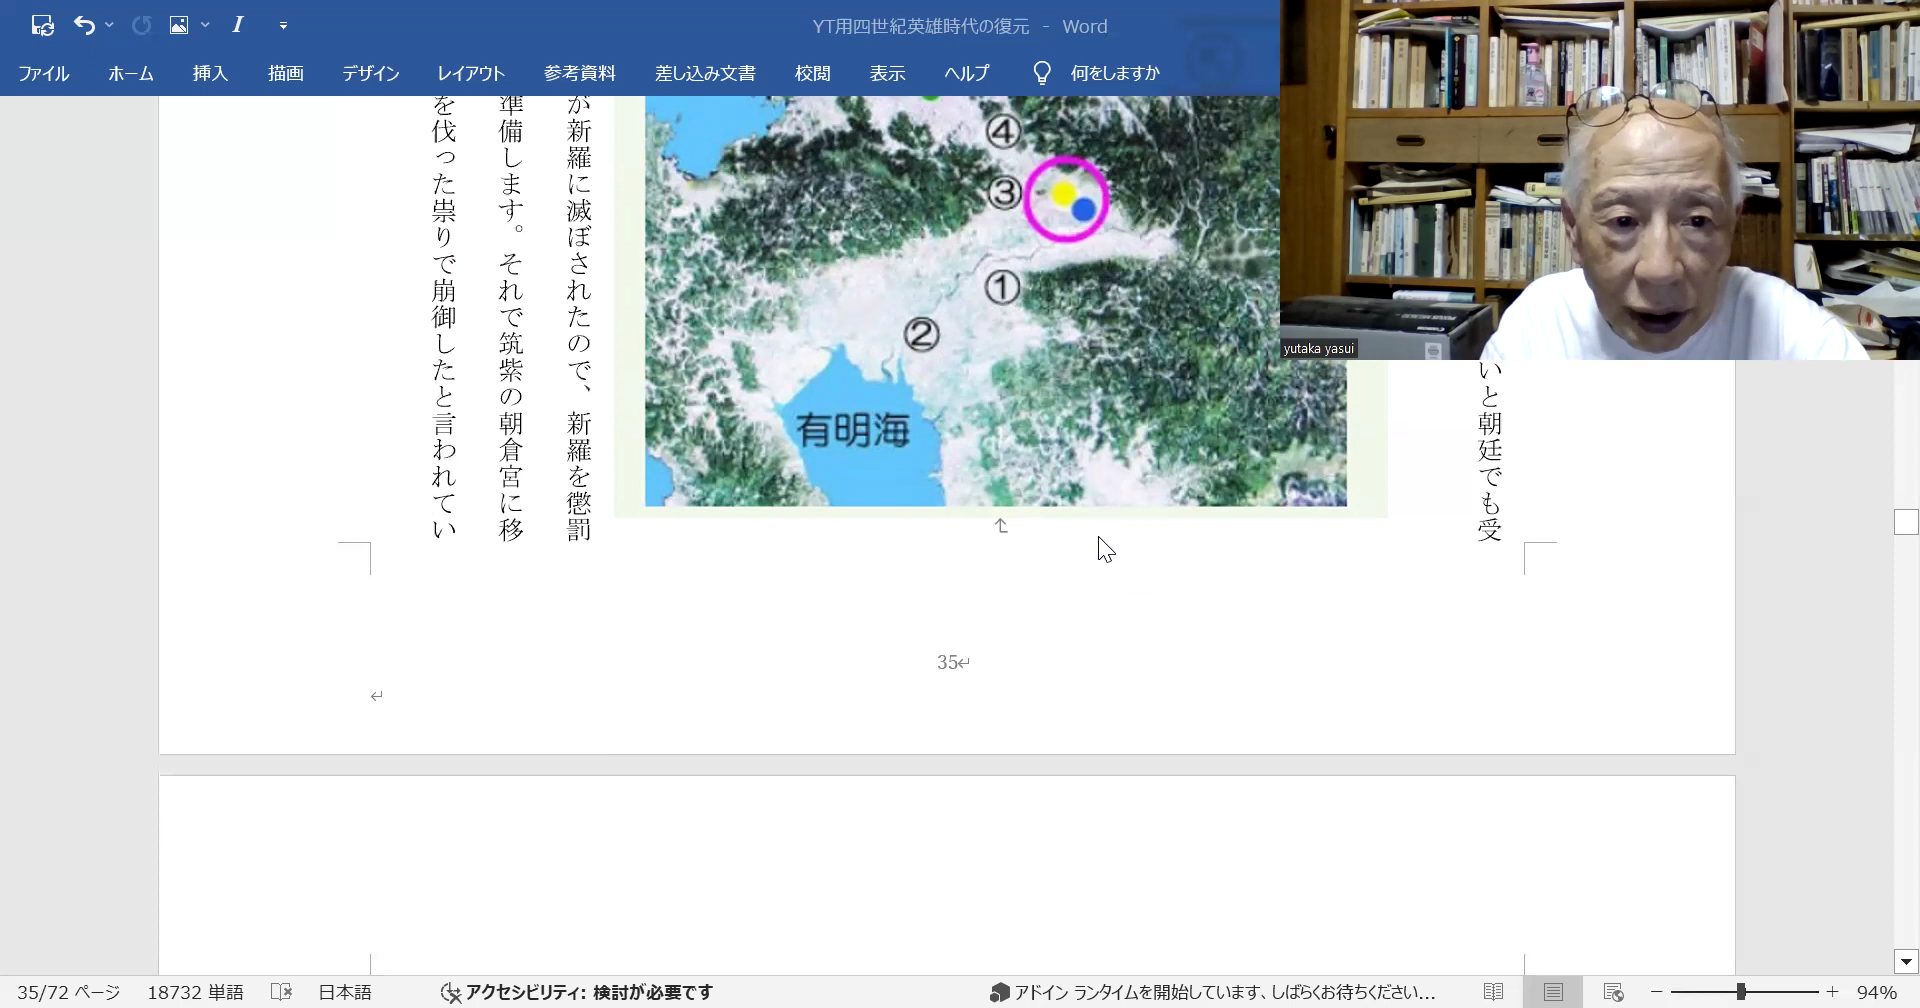 YT用四世紀英雄時代の復元 - Word
ファイル ホーム 挿入 描画 デザイン レイアウト 参考資料 差し込み文書 校閲 表示 ヘルプ 何をしますか
yutaka yasui
いと朝廷でも受
④
③
①
②
有明海
が新羅に滅ぼされたので、新羅を懲罰
準備します。それで筑紫の朝倉宮に移
を伐った祟りで崩御したと言われてい
35
35/72 ページ 18732 単語 日本語 アクセシビリティ: 検討が必要です アドイン ランタイムを開始しています、しばらくお待ちください... 94%